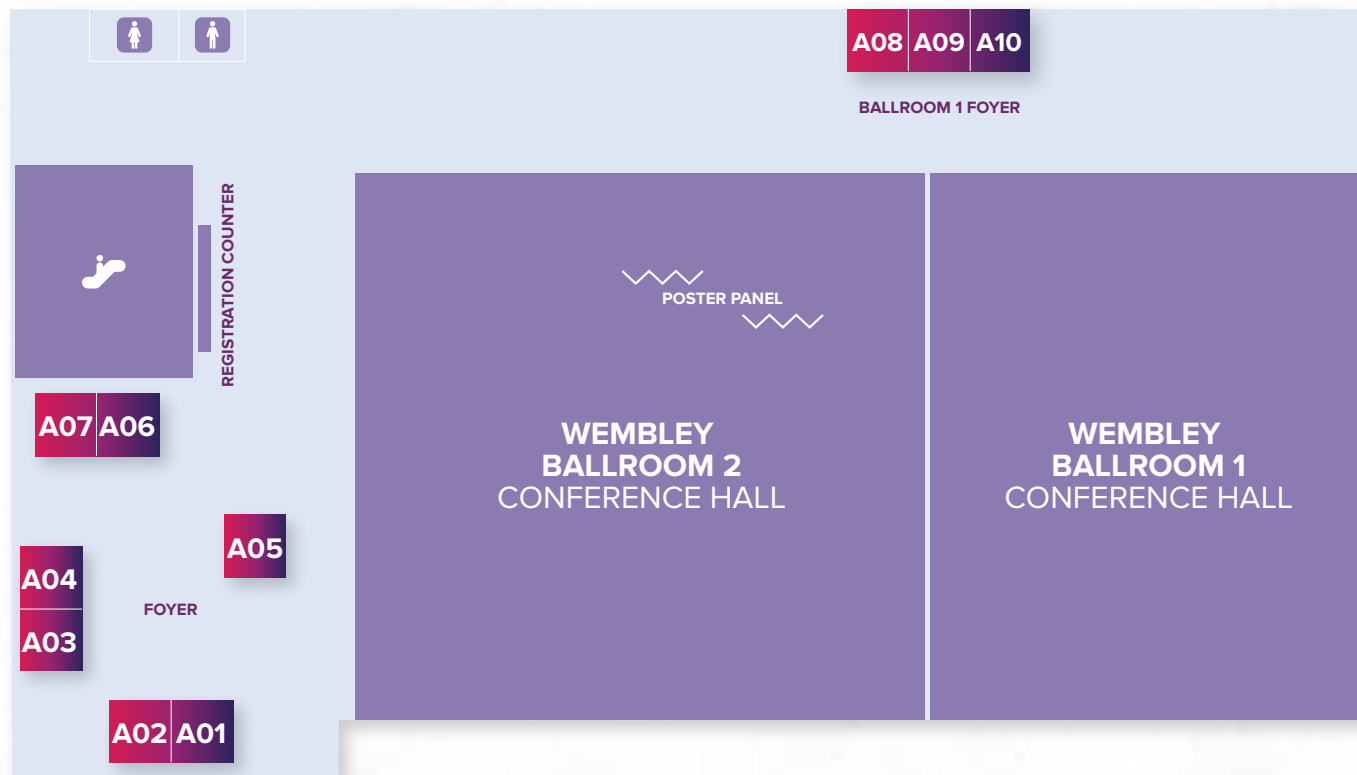 A08 A09 A10
BALLROOM 1 FOYER
REGISTRATION COUNTER
POSTER PANEL
A07 A06
WEMBLEY
BALLROOM 2
CONFERENCE HALL
WEMBLEY
BALLROOM 1
CONFERENCE HALL
A05
A04
FOYER
A03
A02 A01